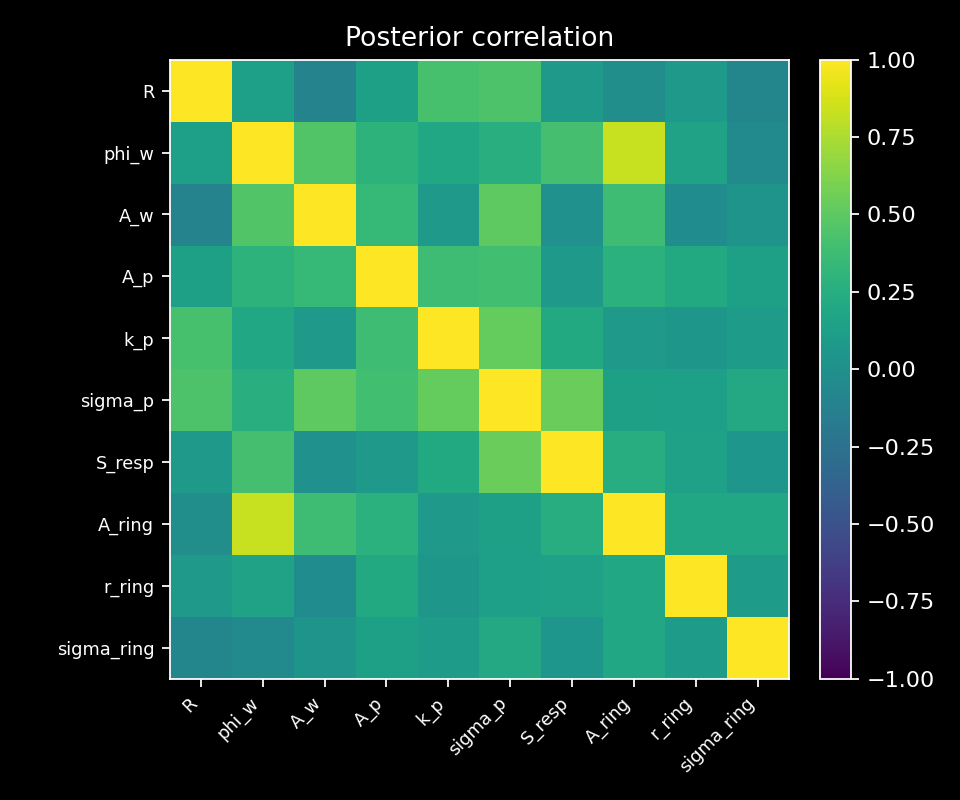 Posterior correlation
R
phi_w
A_w
A_p
k_p
sigma_p
S_resp
A_ring
r_ring
sigma_ring
R
phi_w
A_w
A_p
k_p
sigma_p
S_resp
A_ring
r_ring
sigma_ring
1.00
0.75
0.50
0.25
0.00
−0.25
−0.50
−0.75
−1.00